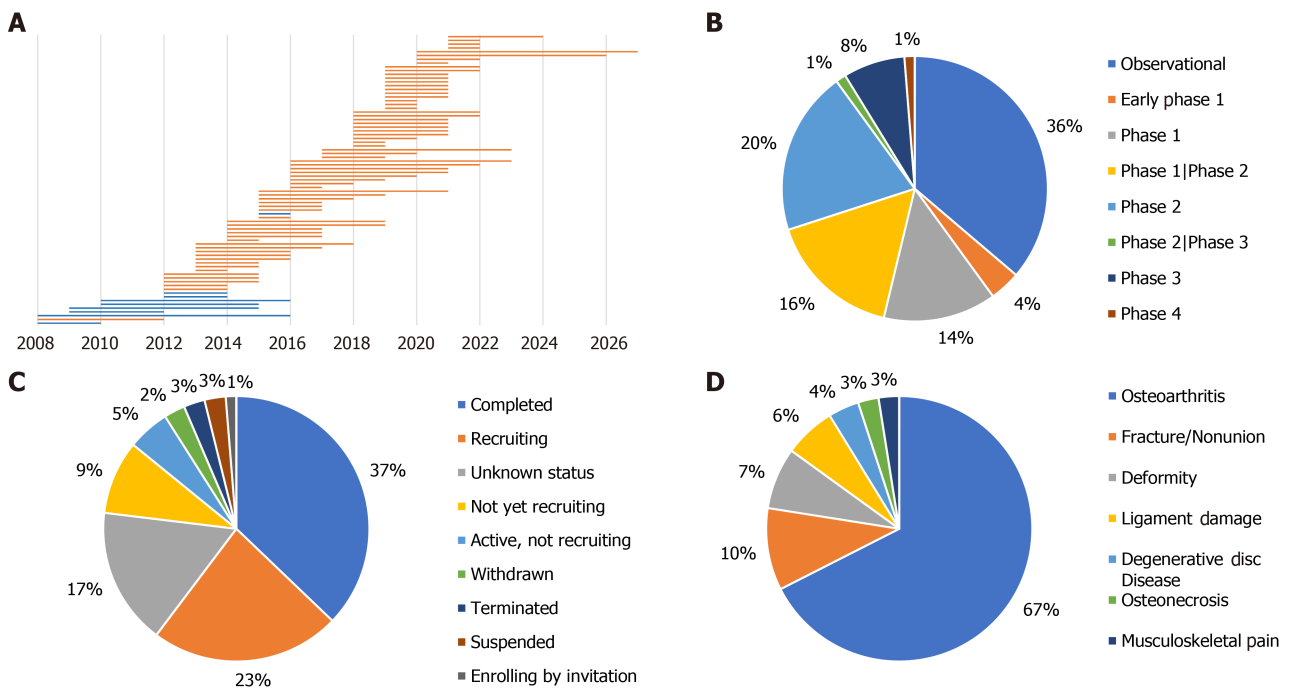 A
2008 2010 2012 2014 2016 2018 2020 2022 2024 2026
B
1%
8%
1%
20%
36%
16%
14%
4%
Observational
Early phase 1
Phase 1
Phase 1|Phase 2
Phase 2
Phase 2|Phase 3
Phase 3
Phase 4
C
1%
3%
3%
2%
5%
9%
37%
17%
23%
Completed
Recruiting
Unknown status
Not yet recruiting
Active, not recruiting
Withdrawn
Terminated
Suspended
Enrolling by invitation
D
3%
3%
4%
6%
7%
10%
67%
Osteoarthritis
Fracture/Nonunion
Deformity
Ligament damage
Degenerative disc
Disease
Osteonecrosis
Musculoskeletal pain